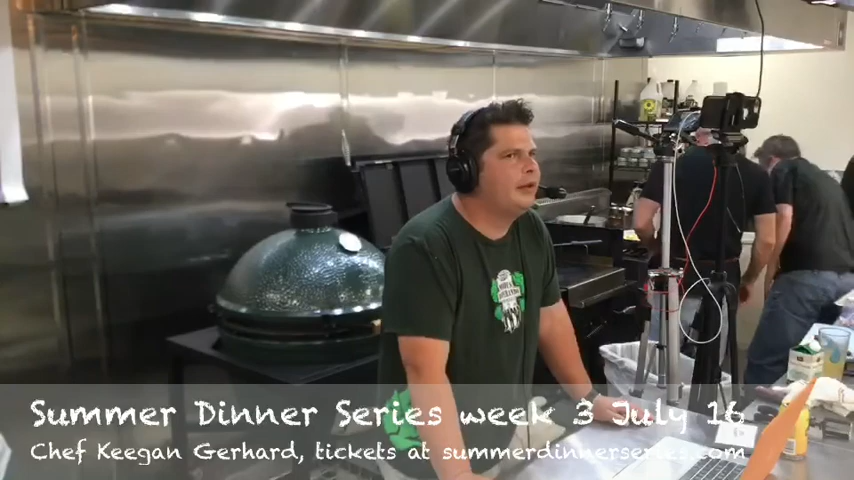 Summer Dinner Series week 3 July 16
Chef Keegan Gerhard, tickets at summerdinnerseries.com